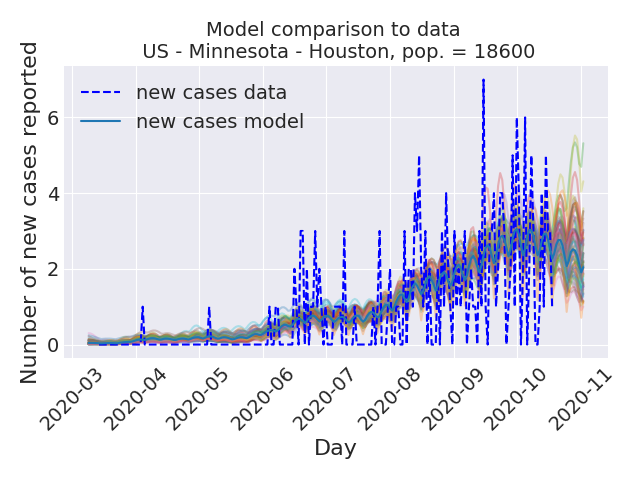 Model comparison to data
US - Minnesota - Houston, pop. = 18600
Number of new cases reported
6
4
2
0
new cases data
new cases model
2020-03
2020-04
2020-05
2020-06
2020-07
2020-08
2020-09
2020-10
2020-11
Day